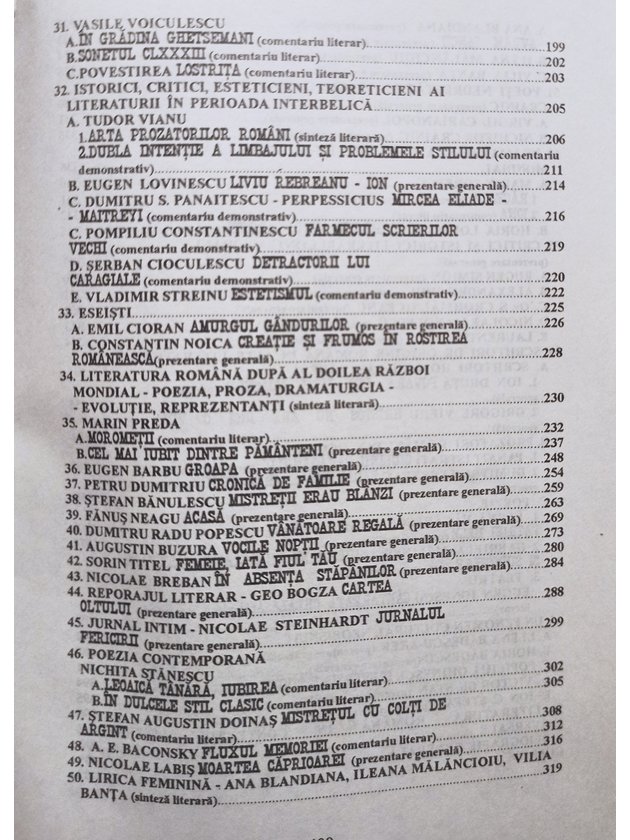 31. VASILE VOICULESCU
A.ÎN GRĂDINA GHETSEMANI (comentariu literar)..................199
B.SONETUL CLXXXIII (comentariu literar)..................202
C.POVESTIREA LOSTRIȚA (comentariu literar)..................203
32. ISTORICI, CRITICI, ESTETICIENI, TEORETICIENI AI
LITERATURII ÎN PERIOADA INTERBELICĂ..................205
A. TUDOR VIANU
1.ARTA PROZATORILOR ROMÂNI (sinteză literară)..................206
2.DUBLA INTENȚIE A LIMBAJULUI ȘI PROBLEMELE STILULUI (comentariu
demonstrativ)..................211
B. EUGEN LOVINESCU LIVIU REBREANU - ION (prezentare generală)..214
C. DUMITRU S. PANAITESCU - PERPESSICIUS MIRCEA ELIADE -
- MAITREYI (comentariu demonstrativ)..................216
C. POMPILIU CONSTANTINESCU FARMECUL SCRIERILOR
VECHI (comentariu demonstrativ)..................219
D. ȘERBAN CIOCULESCU DETRACTORII LUI
CARAGIALE (comentariu demonstrativ)..................220
E. VLADIMIR STREINU ESTETISMUL (comentariu demonstrativ)........222
33. ESEIȘTI..................225
A. EMIL CIORAN AMURGUL GÂNDURILOR (prezentare generală)......226
B. CONSTANTIN NOICA CREAȚIE ȘI FRUMOS ÎN ROSTIREA
ROMÂNEASCĂ(prezentare generală)..................228
34. LITERATURA ROMÂNĂ DUPĂ AL DOILEA RĂZBOI
MONDIAL - POEZIA, PROZA, DRAMATURGIA -
- EVOLUȚIE, REPREZENTANȚI (sinteză literară)..................230
35. MARIN PREDA
A.MOROMEȚII (comentariu literar)..................232
B.CEL MAI IUBIT DINTRE PĂMÂNTENI (prezentare generală)........237
36. EUGEN BARBU GROAPA (prezentare generală)..................248
37. PETRU DUMITRIU CRONICĂ DE FAMILIE (prezentare generală)........254
38. ȘTEFAN BĂNULESCU MISTREȚII ERAU BLÂNZI (prezentare generală)....259
39. FĂNUȘ NEAGU ACASĂ (prezentare generală)..................263
40. DUMITRU RADU POPESCU VÂNĂTOARE REGALĂ (prezentare generală)...269
41. AUGUSTIN BUZURA VOCILE NOPȚII (prezentare generală)..........273
42. SORIN TITEL FEMEIE, IATĂ FIUL TĂU (prezentare generală)..........280
43. NICOLAE BREBAN ÎN ABSENȚA STĂPÂNILOR (prezentare generală)......284
44. REPORAJUL LITERAR - GEO BOGZA CARTEA
OLTULUI (prezentare generală)..................288
45. JURNAL INTIM - NICOLAE STEINHARDT JURNALUL
FERICIRII (prezentare generală)..................299
46. POEZIA CONTEMPORANĂ
NICHITA STĂNESCU
A.LEOAICĂ TÂNĂRĂ, IUBIREA (comentariu literar)..................302
B.ÎN DULCELE STIL CLASIC (comentariu literar)..................305
47. ȘTEFAN AUGUSTIN DOINAȘ MISTREȚUL CU COLȚI DE
ARGINT (comentariu literar)..................308
48. A. E. BACONSKY FLUXUL MEMORIEI (comentariu literar)..........312
49. NICOLAE LABIȘ MOARTEA CĂPRIOAREI (prezentare generală)..........316
50. LIRICA FEMININĂ - ANA BLANDIANA, ILEANA MĂLĂNCIOIU, VILIA
BANȚA (sinteză literară)..................319